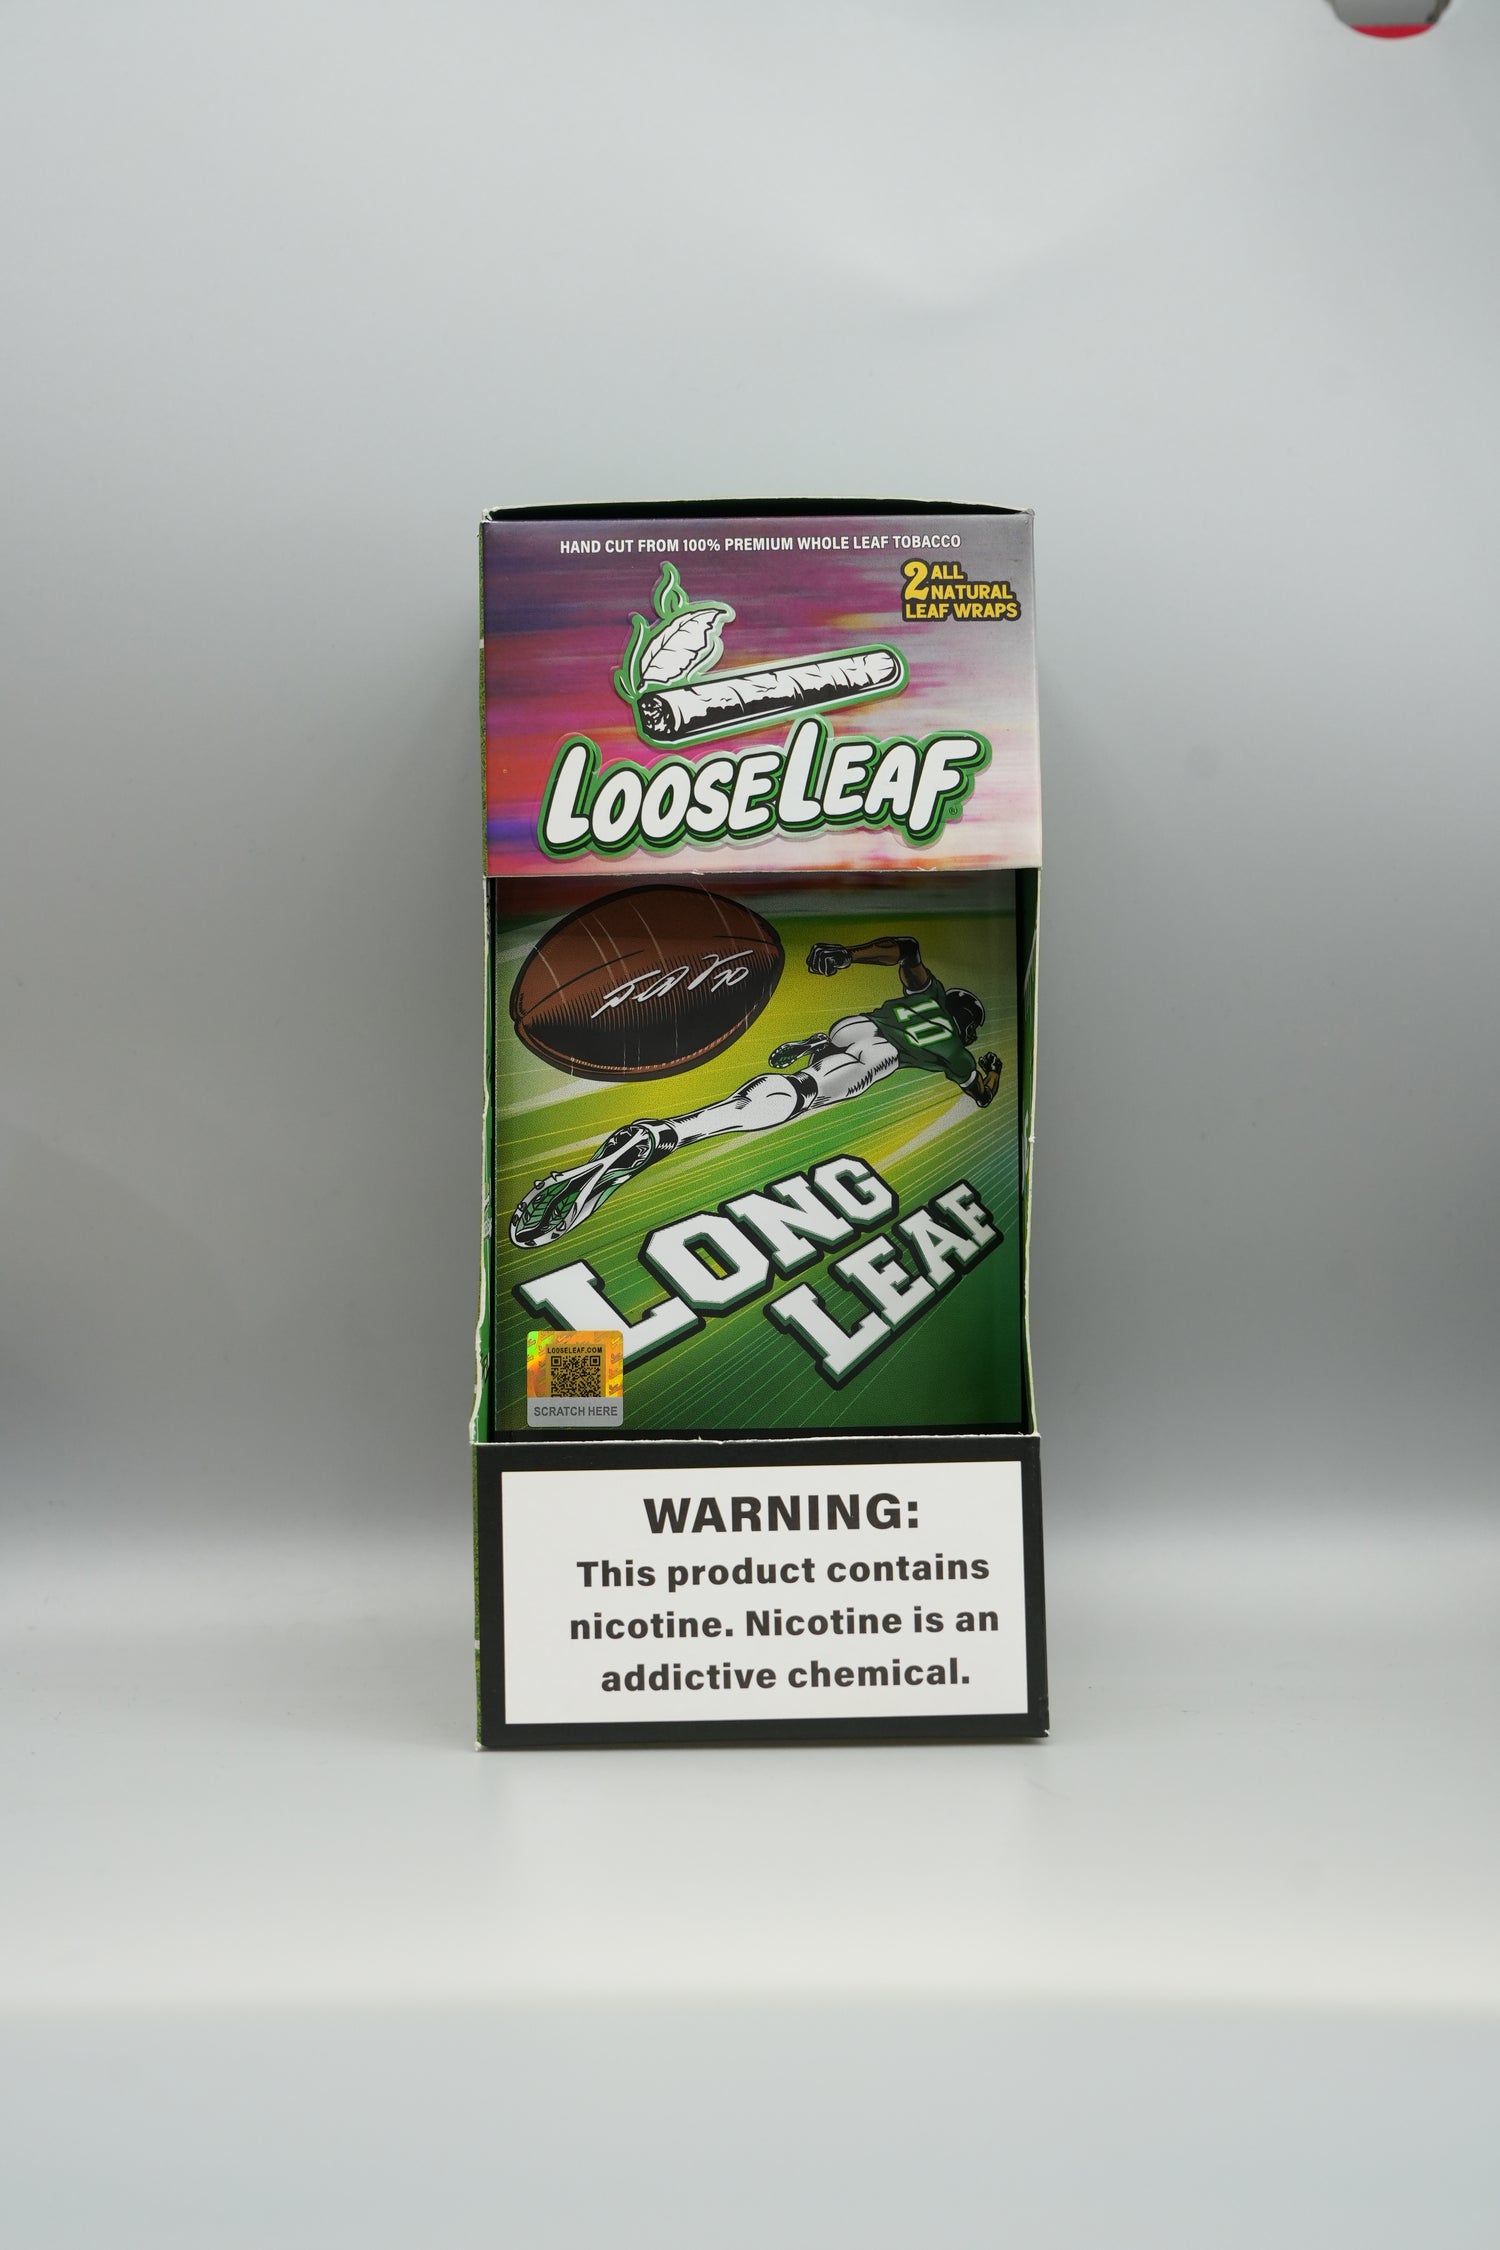 HAND CUT FROM 100% PREMIUM WHOLE LEAF TOBACCO
2 ALL
NATURAL
LEAF WRAPS
LOOSELEAF
LONG
LEAF
LOOSELEAF.COM
SCRATCH HERE
WARNING:
This product contains
nicotine. Nicotine is an
addictive chemical.